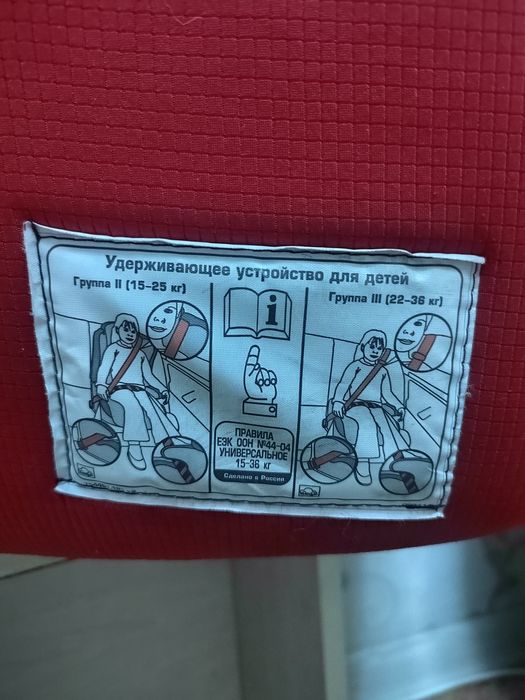 Удерживающее устройство для детей
Группа II (15-25 кг)
Группа III (22-36 кг)
i
ПРАВИЛА
ЕЭК ООН №44-04
УНИВЕРСАЛЬНОЕ
15-36 кг
Сделано в России